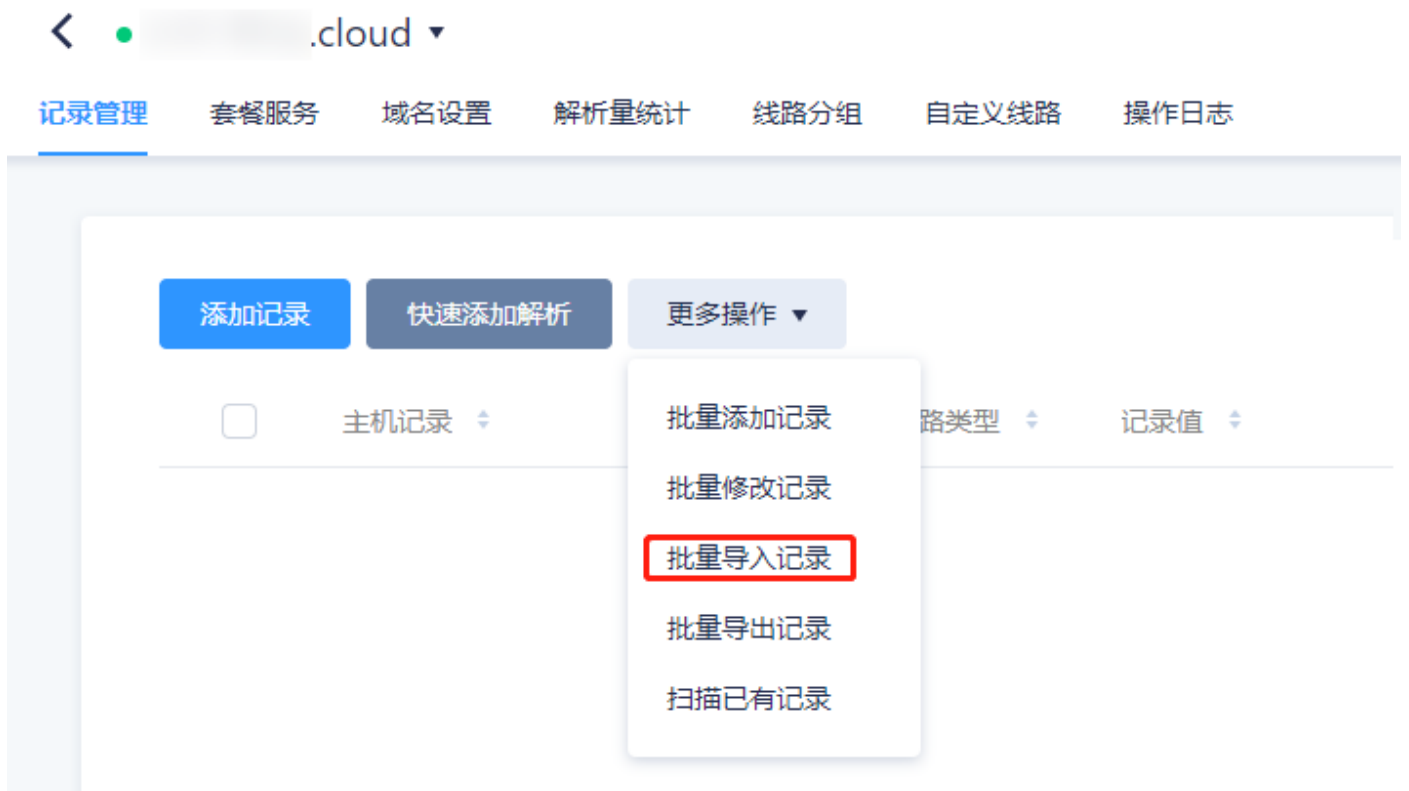 .cloud
记录管理 套餐服务 域名设置 解析量统计 线路分组 自定义线路 操作日志
添加记录 快速添加解析 更多操作
主机记录 路类型 记录值
批量添加记录
批量修改记录
批量导入记录
批量导出记录
扫描已有记录